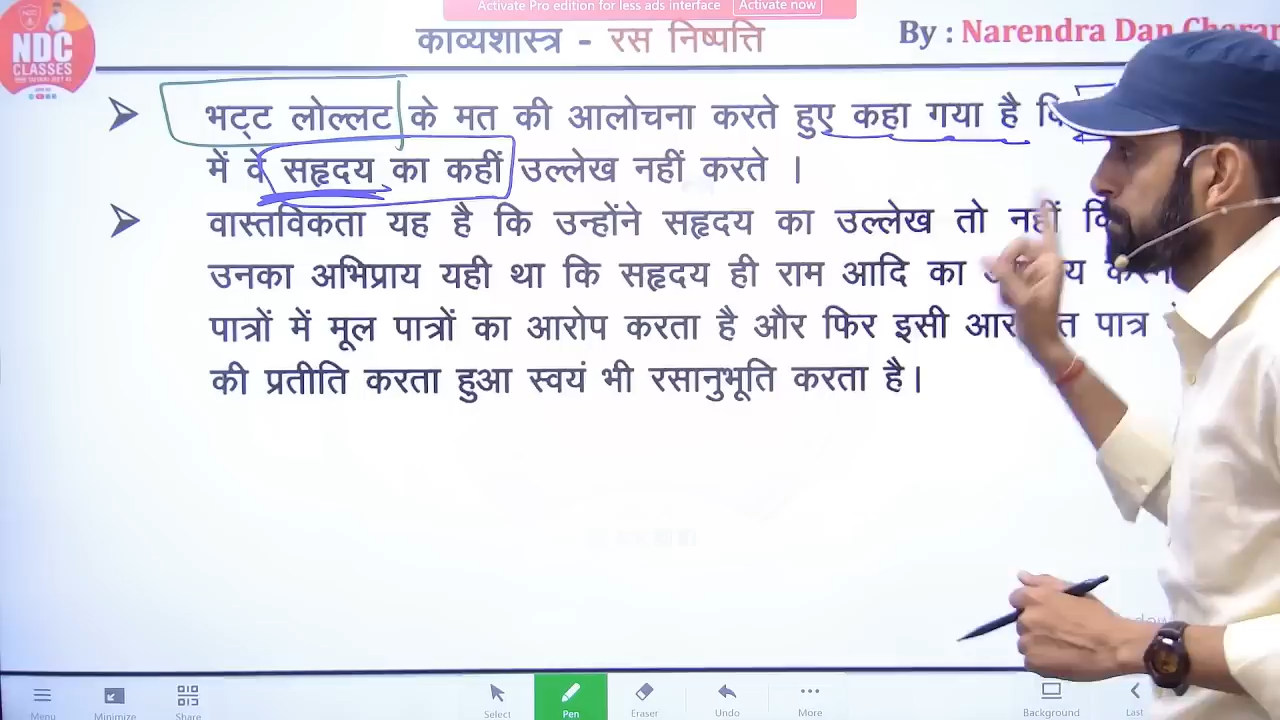 Activate Pro edition for less ads interface Activate now
NDC
CLASSES
काव्यशास्त्र - रस निष्पत्ति
By : Narendra Dan Charan
भट्ट लोल्लट के मत की आलोचना करते हुए कहा गया है
में वे सहृदय का कहीं उल्लेख नहीं करते ।
वास्तविकता यह है कि उन्होंने सहृदय का उल्लेख तो नहीं
उनका अभिप्राय यही था कि सहृदय ही राम आदि का
पात्रों में मूल पात्रों का आरोप करता है और फिर इसी पात्र
की प्रतीति करता हुआ स्वयं भी रसानुभूति करता है।
Menu Minimize Share Select Pen Eraser Undo More Background Last